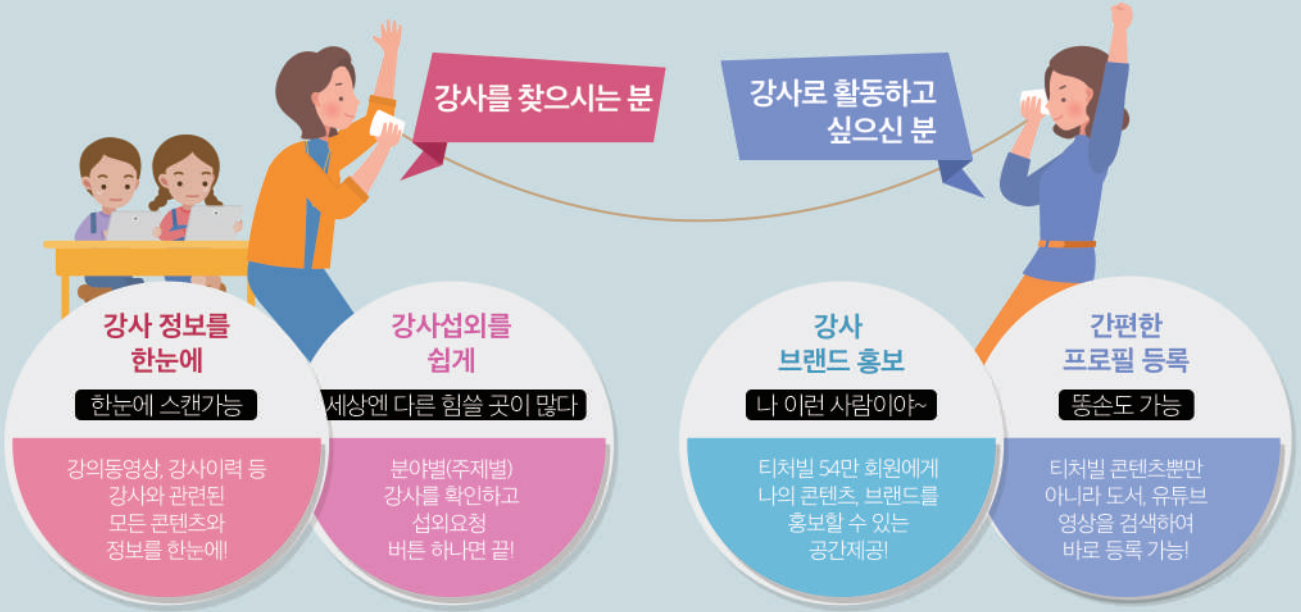 강사를 찾으시는 분
강사로 활동하고
싶으신 분
강사 정보를
한눈에
한눈에 스캔가능
강의동영상, 강사이력 등
강사와 관련된
모든 콘텐츠와
정보를 한눈에!
강사섭외를
쉽게
세상엔 다른 힘쓸 곳이 많다
분야별(주제별)
강사를 확인하고
섭외요청
버튼 하나면 끝!
강사
브랜드 홍보
나 이런 사람이야~
티처빌 54만 회원에게
나의 콘텐츠, 브랜드를
홍보할 수 있는
공간제공!
간편한
프로필 등록
똥손도 가능
티처빌 콘텐츠뿐만
아니라 도서, 유튜브
영상을 검색하여
바로 등록 가능!